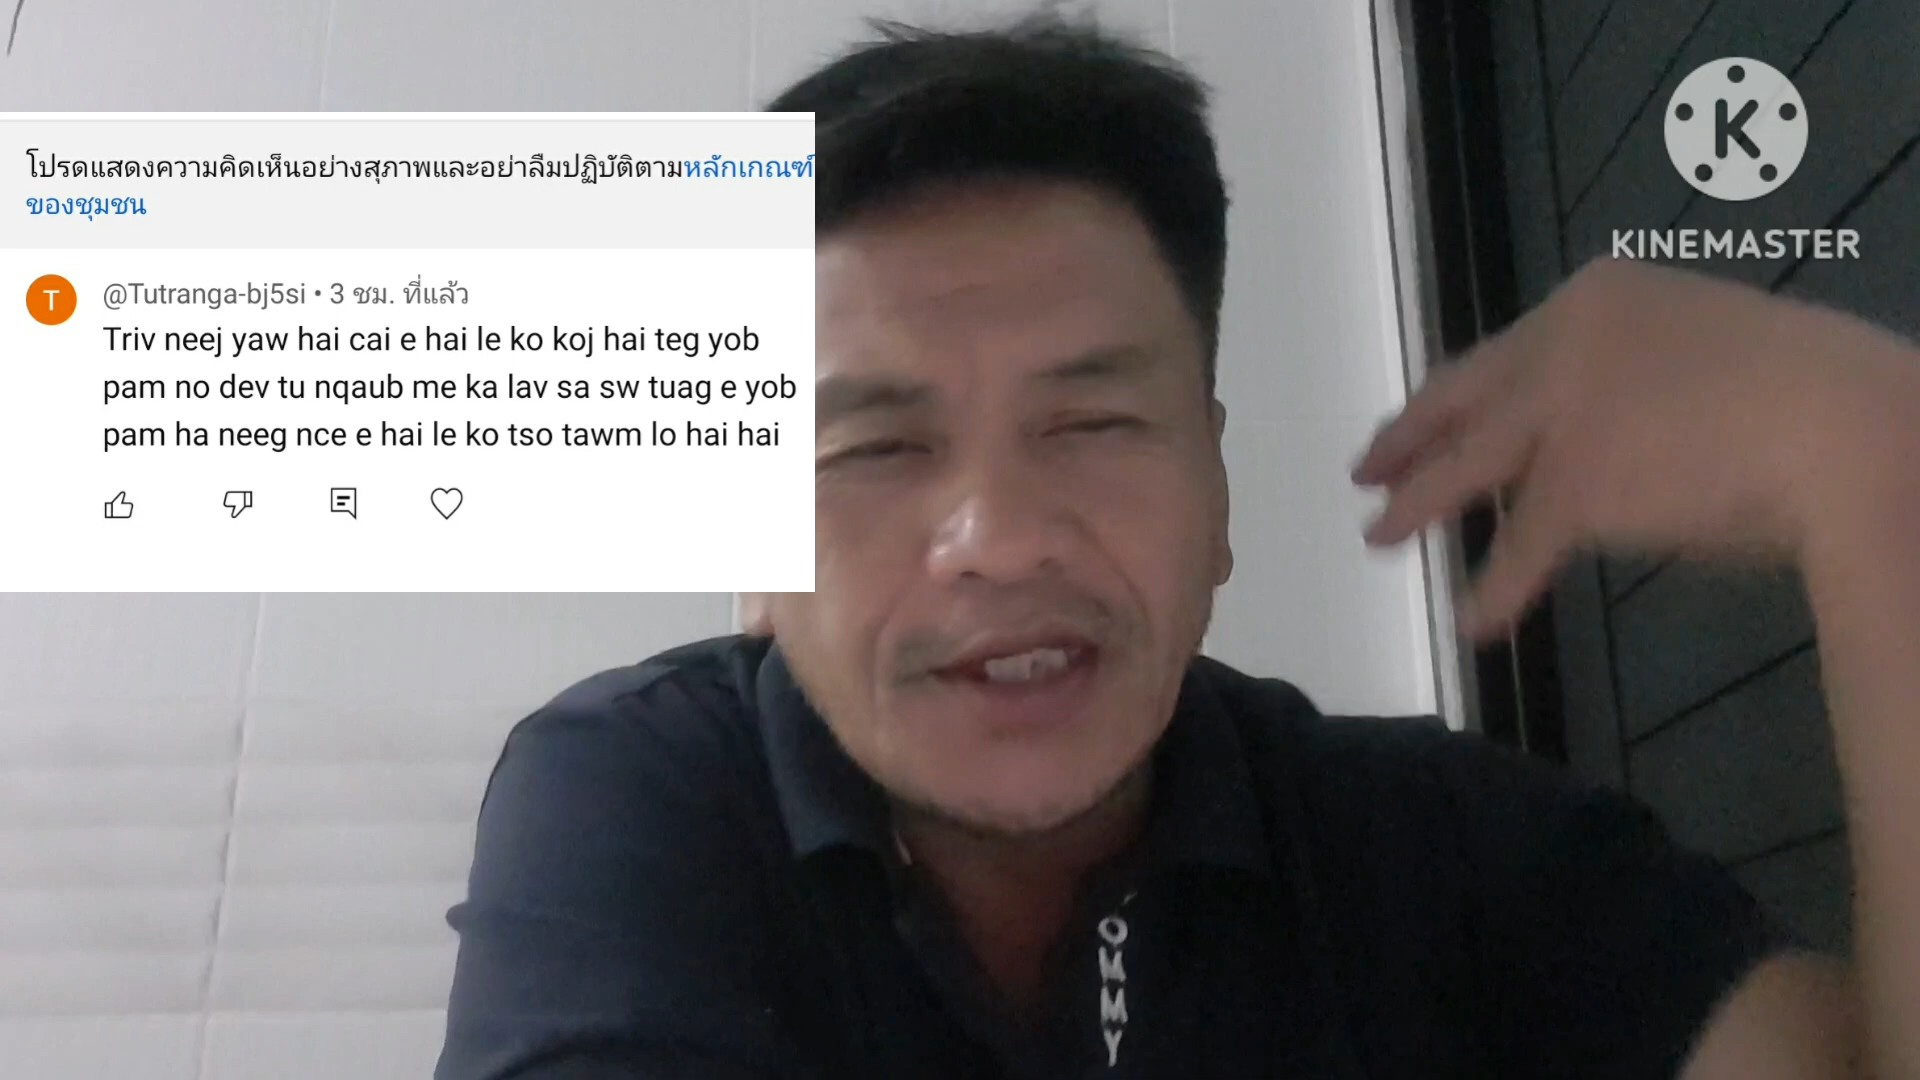 โปรดแสดงความคิดเห็นอย่างสุภาพและอย่าลืมปฏิบัติตามหลักเกณฑ์
ของชุมชน
T
@Tutranga-bj5si • 3 ชม. ที่แล้ว
Triv neej yaw hai cai e hai le ko koj hai teg yob
pam no dev tu nqaub me ka lav sa sw tuag e yob
pam ha neeg nce e hai le ko tso tawm lo hai hai
K
KINEMASTER
OMMY